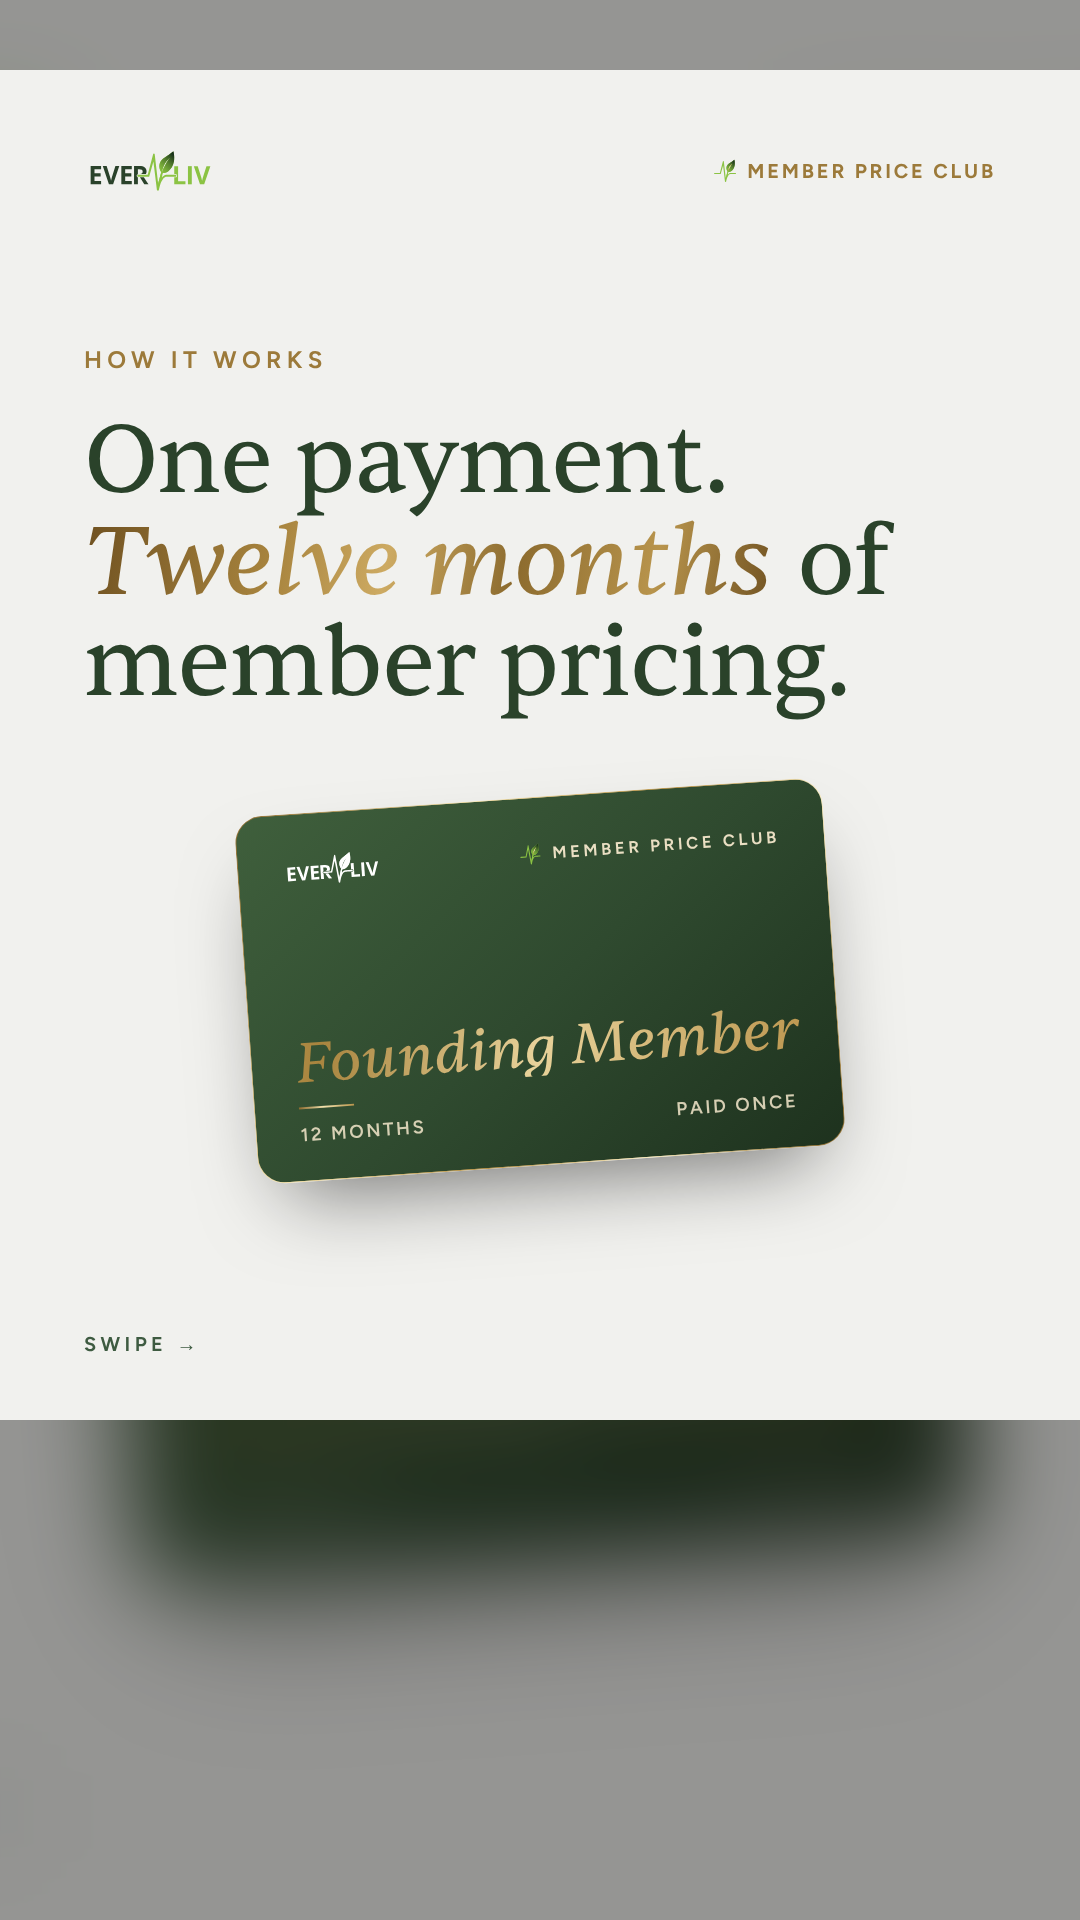 EVERLIV
MEMBER PRICE CLUB
HOW IT WORKS
One payment.
Twelve months of
member pricing.
EVERLIV
MEMBER PRICE CLUB
Founding Member
12 MONTHS
PAID ONCE
SWIPE →